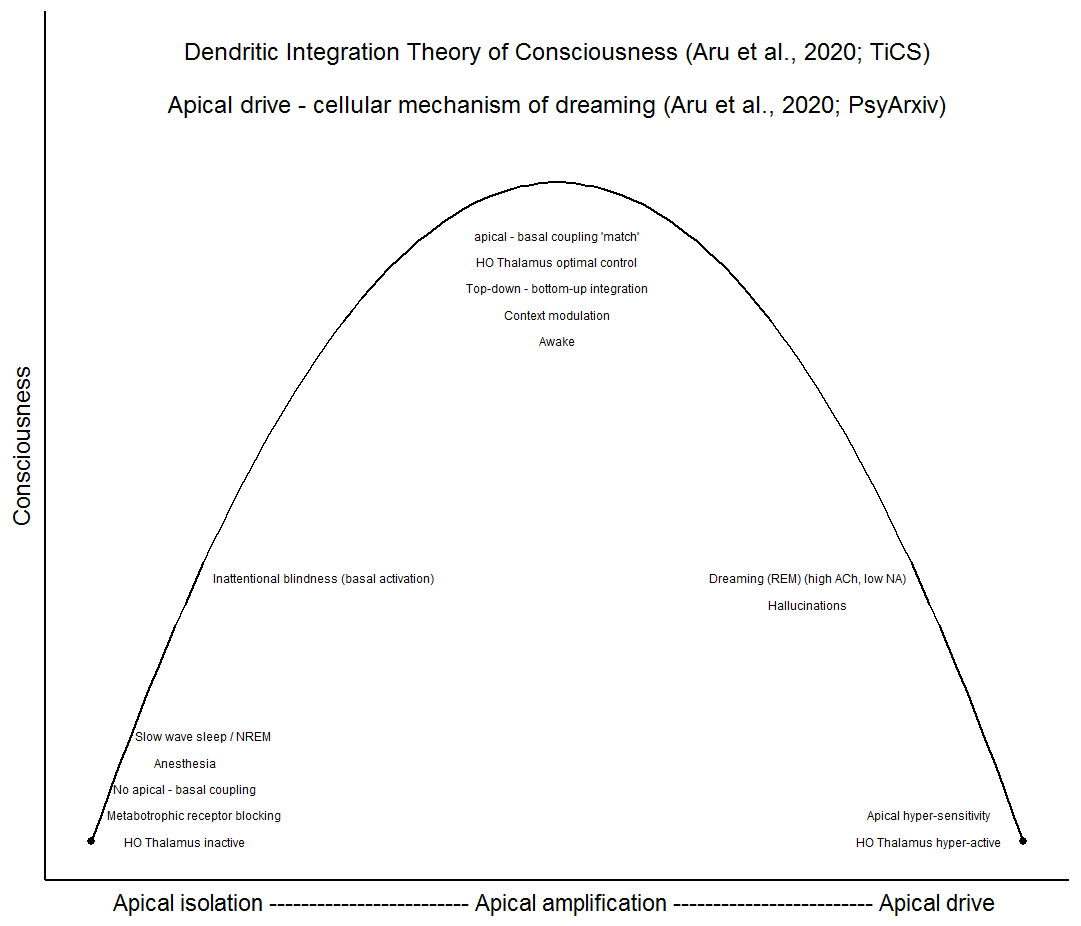 Dendritic Integration Theory of Consciousness (Aru et al., 2020; TiCS)
Apical drive - cellular mechanism of dreaming (Aru et al., 2020; PsyArxiv)
apical - basal coupling 'match'
HO Thalamus optimal control
Top-down - bottom-up integration
Context modulation
Awake
Consciousness
Inattentional blindness (basal activation)
Dreaming (REM) (high ACh, low NA)
Hallucinations
Slow wave sleep / NREM
Anesthesia
No apical - basal coupling
Metabotrophic receptor blocking
HO Thalamus inactive
Apical hyper-sensitivity
HO Thalamus hyper-active
Apical isolation ------------------------- Apical amplification ------------------------- Apical drive